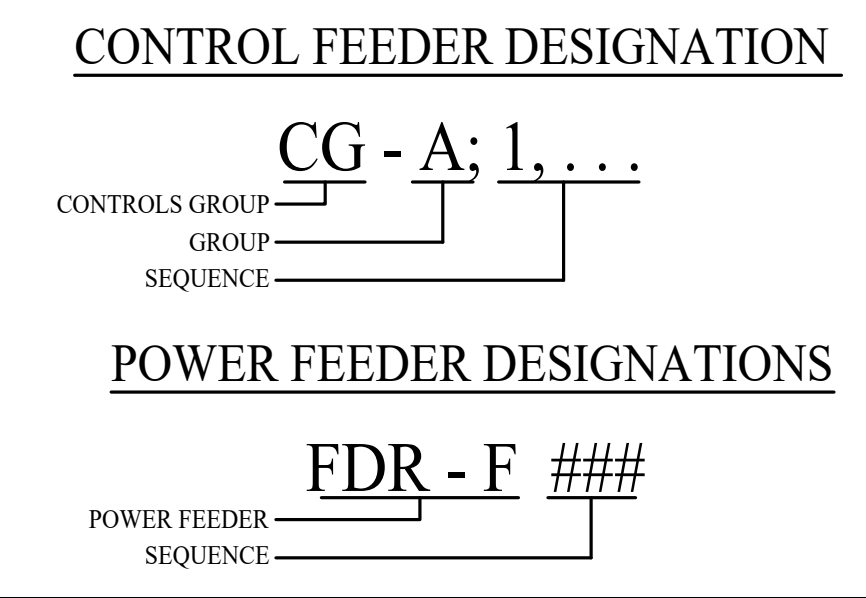 CONTROL FEEDER DESIGNATION
CG - A; 1, . . .
CONTROLS GROUP
GROUP
SEQUENCE
POWER FEEDER DESIGNATIONS
FDR - F ###
POWER FEEDER
SEQUENCE